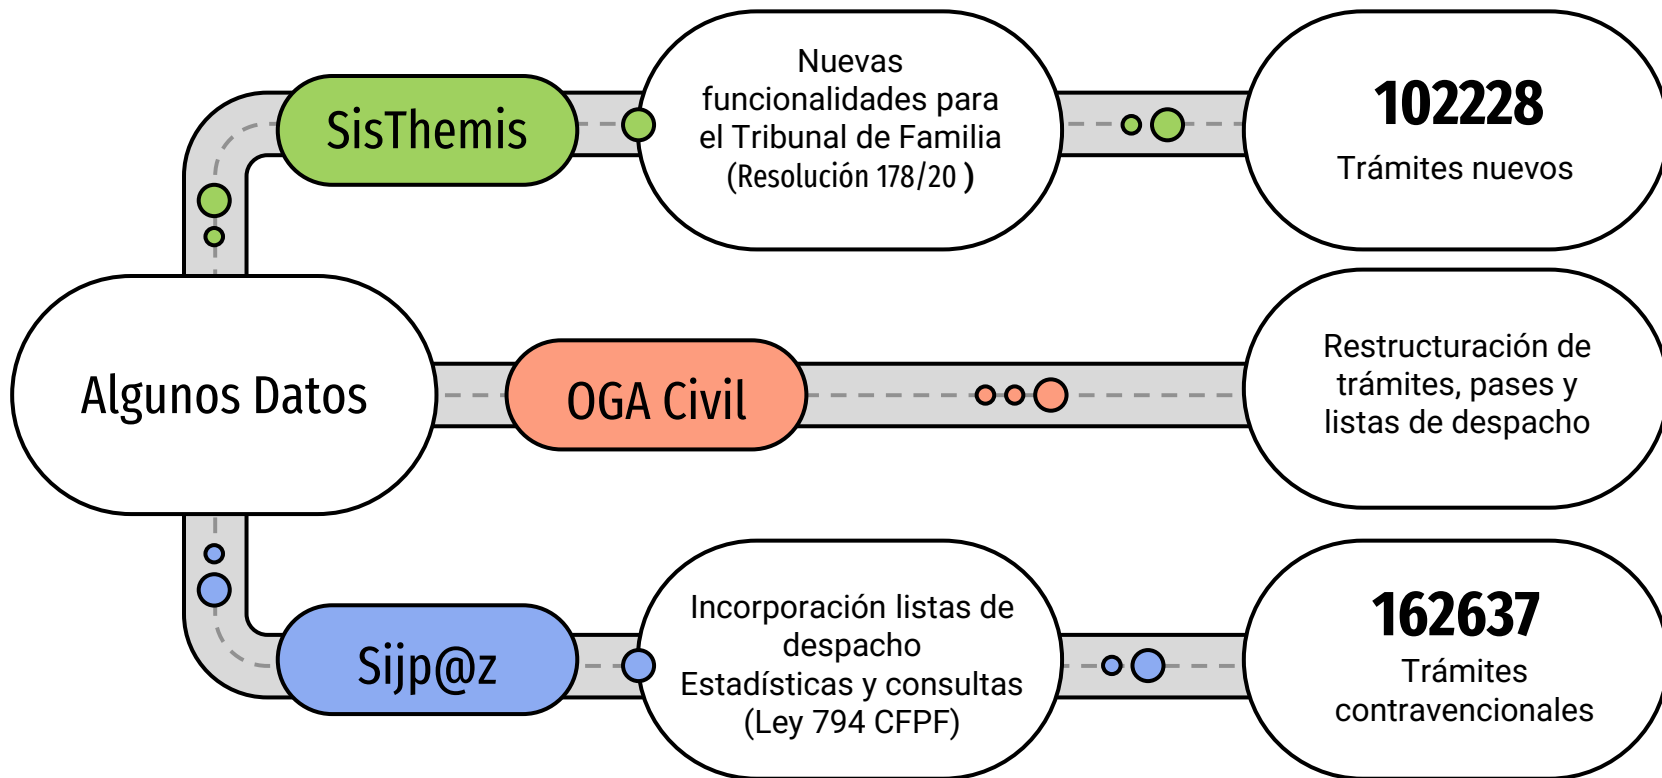 SisThemis
Nuevas
funcionalidades para
el Tribunal de Familia
(Resolución 178/20 )
102228
Trámites nuevos
Algunos Datos
OGA Civil
Restructuración de
trámites, pases y
listas de despacho
Sijp@z
Incorporación listas de
despacho
Estadísticas y consultas
(Ley 794 CFPF)
162637
Trámites
contravencionales